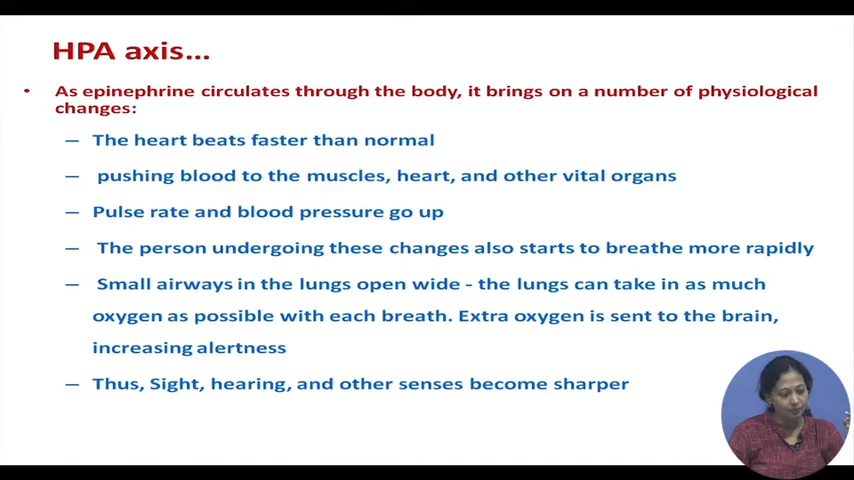 HPA axis...
• As epinephrine circulates through the body, it brings on a number of physiological
changes:
– The heart beats faster than normal
– pushing blood to the muscles, heart, and other vital organs
– Pulse rate and blood pressure go up
– The person undergoing these changes also starts to breathe more rapidly
– Small airways in the lungs open wide - the lungs can take in as much
oxygen as possible with each breath. Extra oxygen is sent to the brain,
increasing alertness
– Thus, Sight, hearing, and other senses become sharper